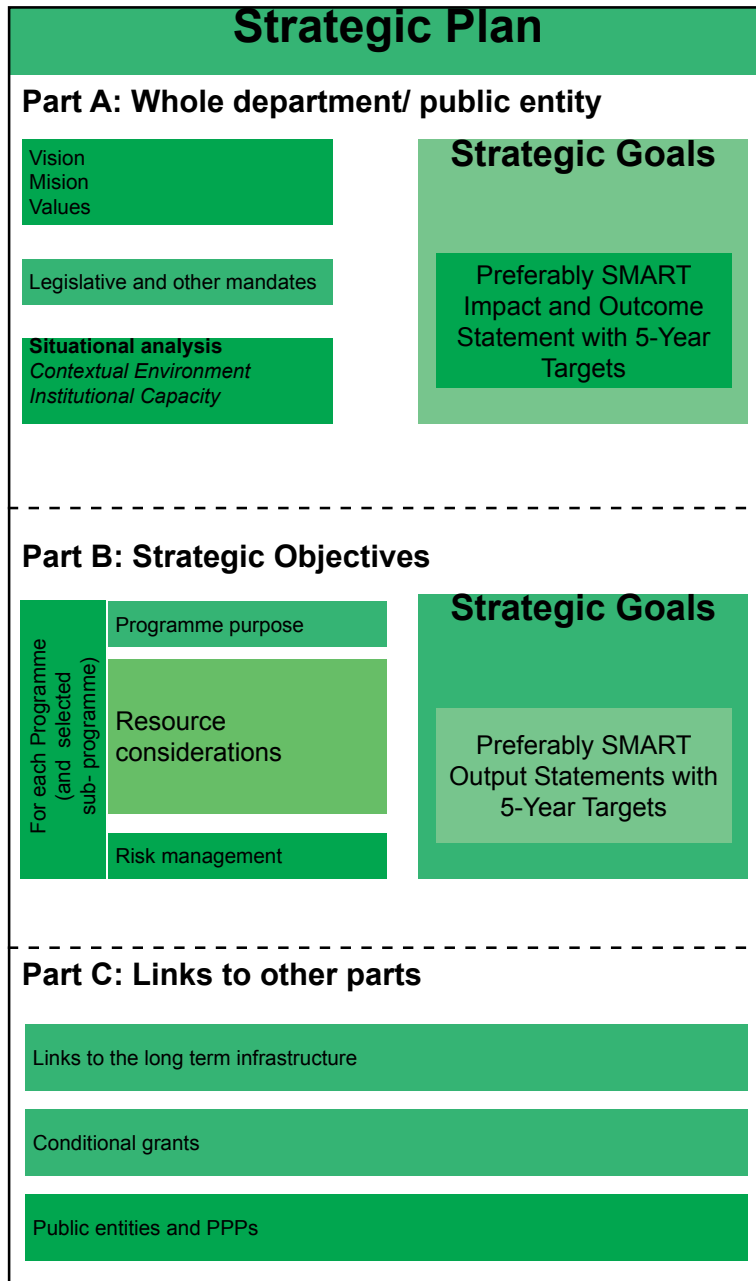 Strategic Plan
Part A: Whole department/ public entity
Vision
Mision
Values
Legislative and other mandates
Situational analysis
Contextual Environment
Institutional Capacity
Strategic Goals
Preferably SMART
Impact and Outcome
Statement with 5-Year
Targets
Part B: Strategic Objectives
For each Programme
(and selected
sub- programme)
Programme purpose
Resource
considerations
Risk management
Strategic Goals
Preferably SMART
Output Statements with
5-Year Targets
Part C: Links to other parts
Links to the long term infrastructure
Conditional grants
Public entities and PPPs